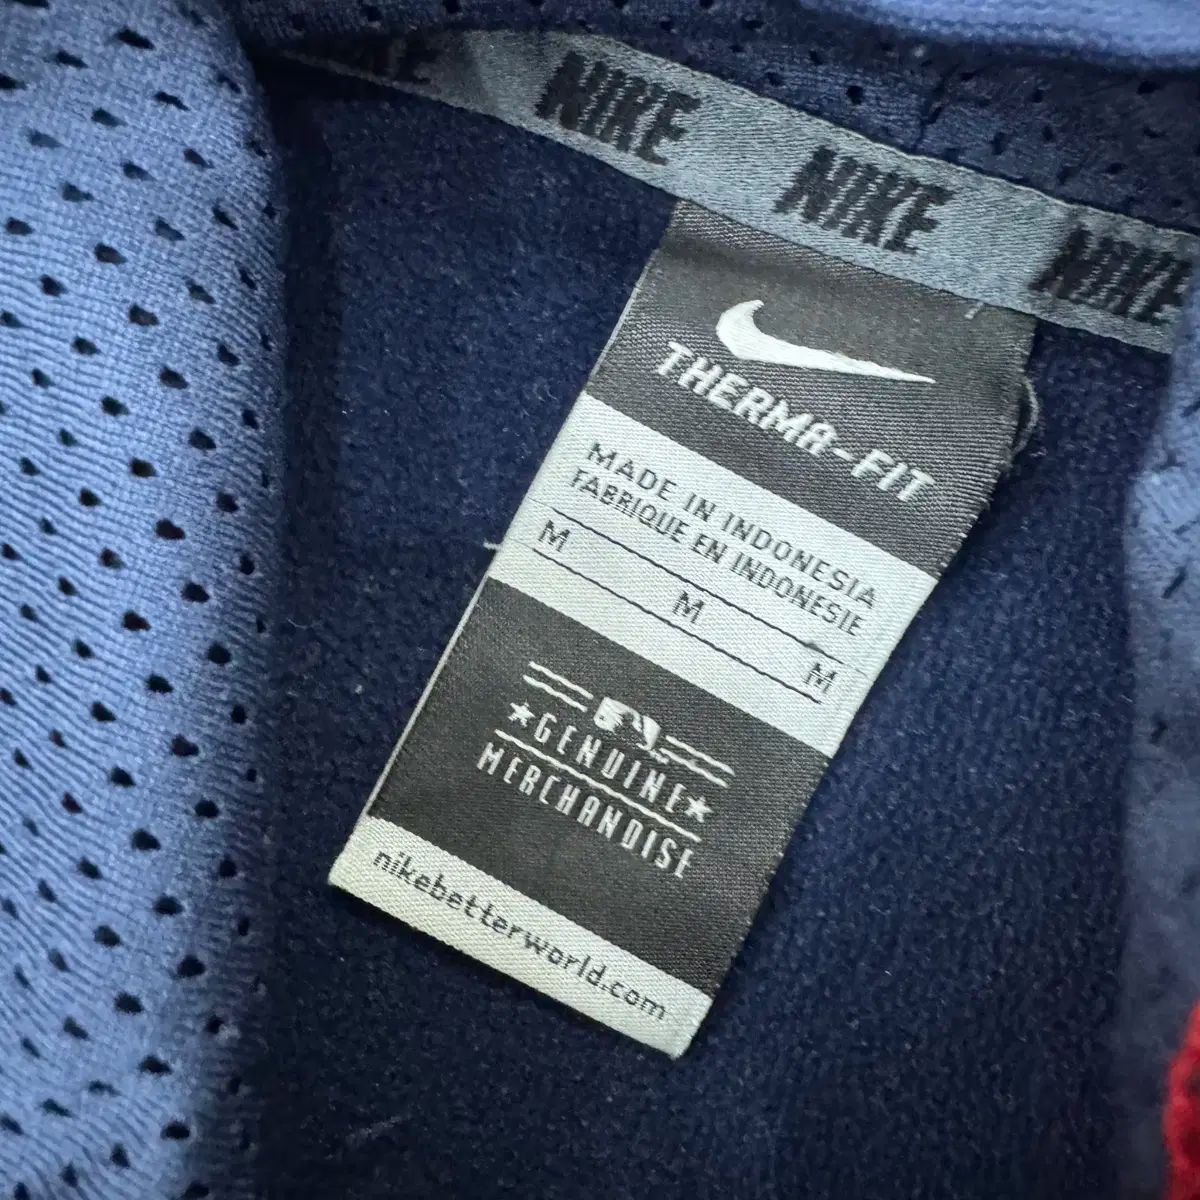 NIKE NIKE NIKE
THERMA-FIT
MADE IN INDONESIA
FABRIQUE EN INDONESIE
M M M
GENUINE
MERCHANDISE
nikebetterworld.com